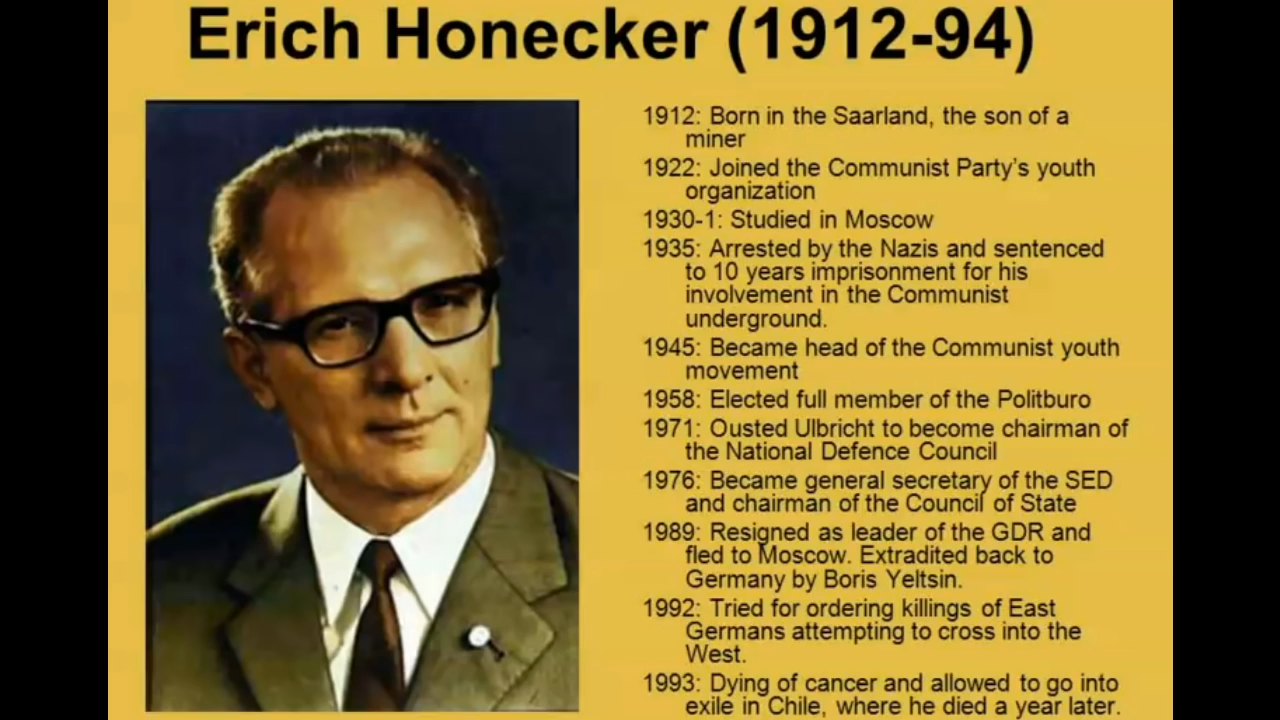 Erich Honecker (1912-94)
1912: Born in the Saarland, the son of a
miner
1922: Joined the Communist Party's youth
organization
1930-1: Studied in Moscow
1935: Arrested by the Nazis and sentenced
to 10 years imprisonment for his
involvement in the Communist
underground.
1945: Became head of the Communist youth
movement
1958: Elected full member of the Politburo
1971: Ousted Ulbricht to become chairman of
the National Defence Council
1976: Became general secretary of the SED
and chairman of the Council of State
1989: Resigned as leader of the GDR and
fled to Moscow. Extradited back to
Germany by Boris Yeltsin.
1992: Tried for ordering killings of East
Germans attempting to cross into the
West.
1993: Dying of cancer and allowed to go into
exile in Chile, where he died a year later.